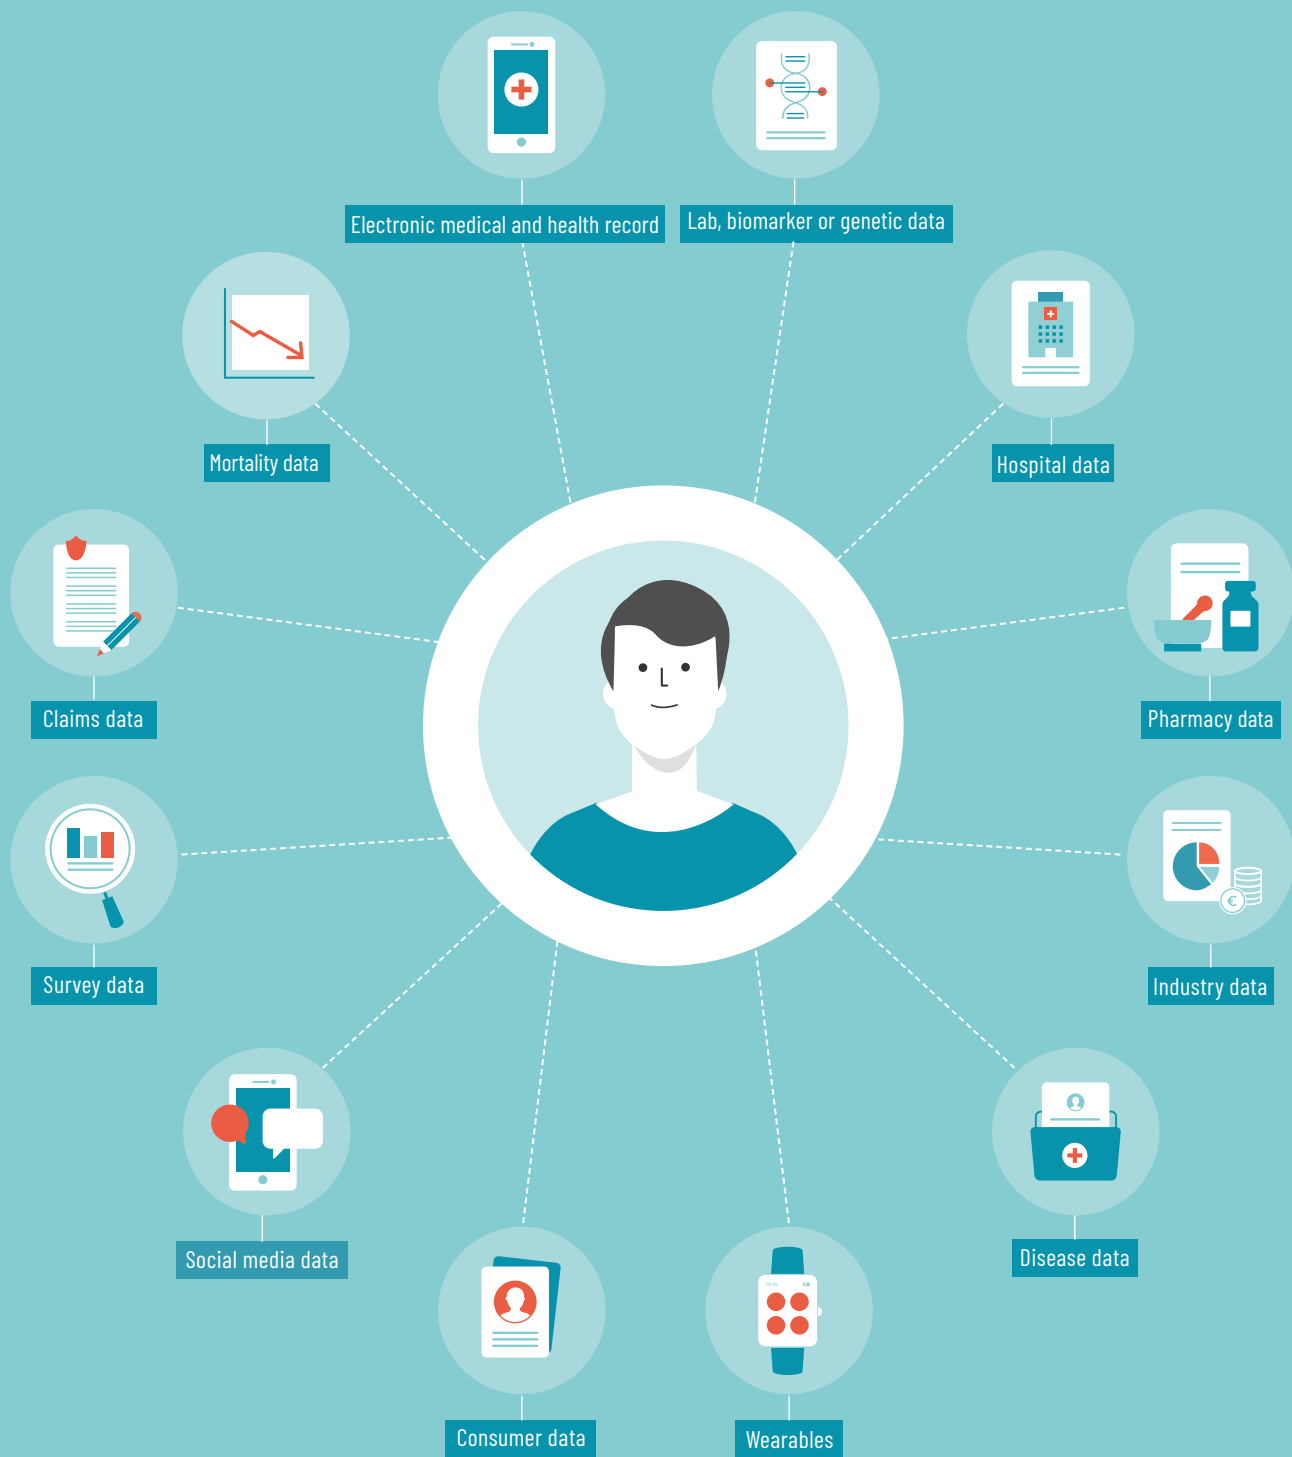 Electronic medical and health record
Lab, biomarker or genetic data
Mortality data
Hospital data
Claims data
Pharmacy data
Survey data
Industry data
Social media data
Disease data
Consumer data
Wearables
€